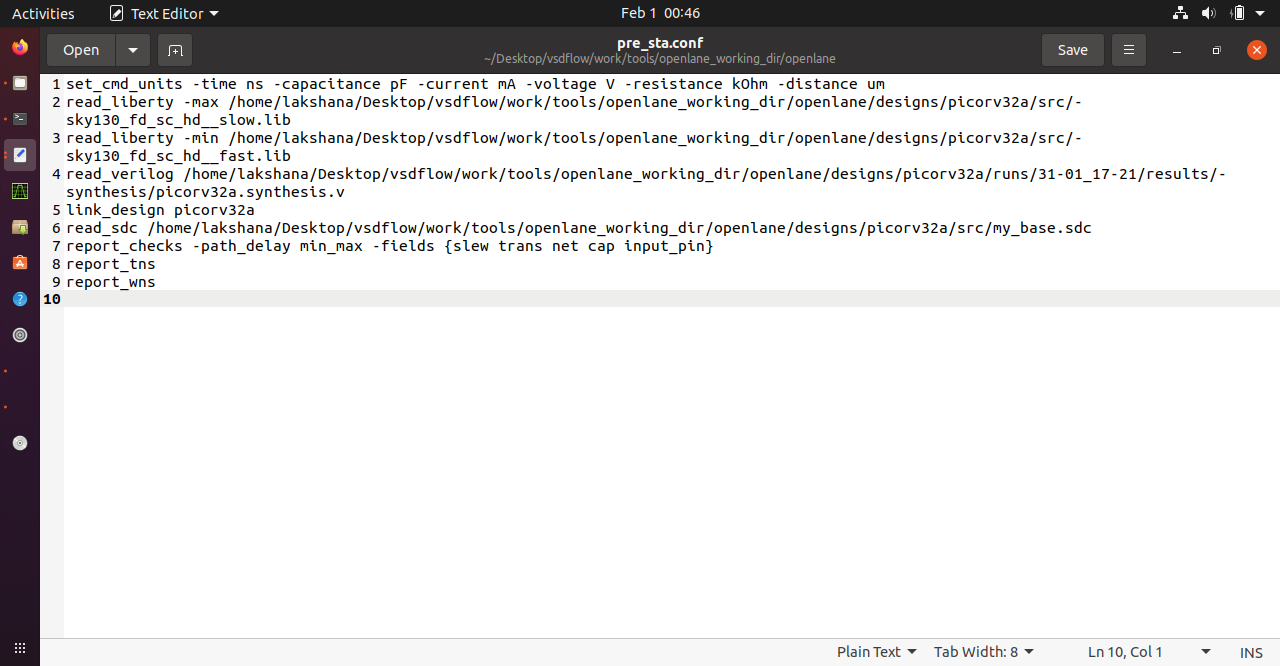 Activities Text Editor Feb 1 00:46
Open pre_sta.conf Save
~/Desktop/vsdflow/work/tools/openlane_working_dir/openlane
1 set_cmd_units -time ns -capacitance pF -current mA -voltage V -resistance kOhm -distance um
2 read_liberty -max /home/lakshana/Desktop/vsdflow/work/tools/openlane_working_dir/openlane/designs/picorv32a/src/-
sky130_fd_sc_hd__slow.lib
3 read_liberty -min /home/lakshana/Desktop/vsdflow/work/tools/openlane_working_dir/openlane/designs/picorv32a/src/-
sky130_fd_sc_hd__fast.lib
4 read_verilog /home/lakshana/Desktop/vsdflow/work/tools/openlane_working_dir/openlane/designs/picorv32a/runs/31-01_17-21/results/-
synthesis/picorv32a.synthesis.v
5 link_design picorv32a
6 read_sdc /home/lakshana/Desktop/vsdflow/work/tools/openlane_working_dir/openlane/designs/picorv32a/src/my_base.sdc
7 report_checks -path_delay min_max -fields {slew trans net cap input_pin}
8 report_tns
9 report_wns
10
Plain Text Tab Width: 8 Ln 10, Col 1 INS